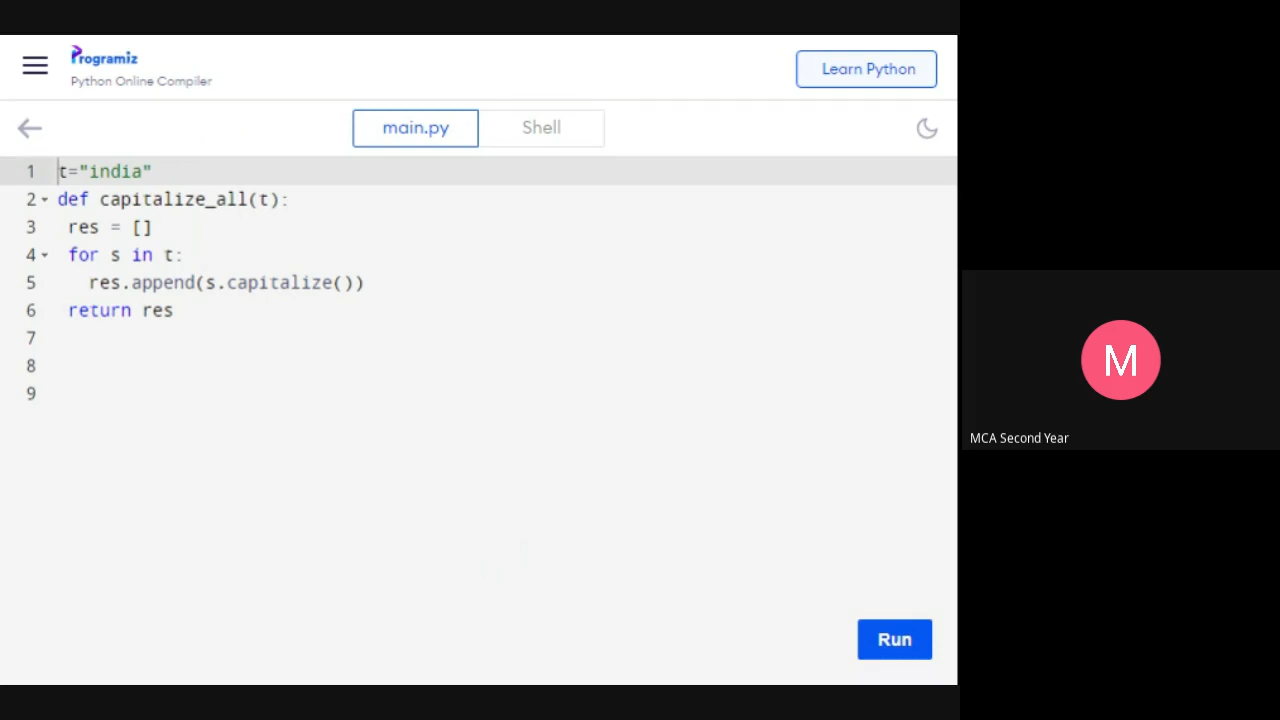 Programiz
Python Online Compiler
Learn Python
main.py
Shell
1 t="india"
2 def capitalize_all(t):
3  res = []
4  for s in t:
5    res.append(s.capitalize())
6  return res
7
8
9
Run
M
MCA Second Year